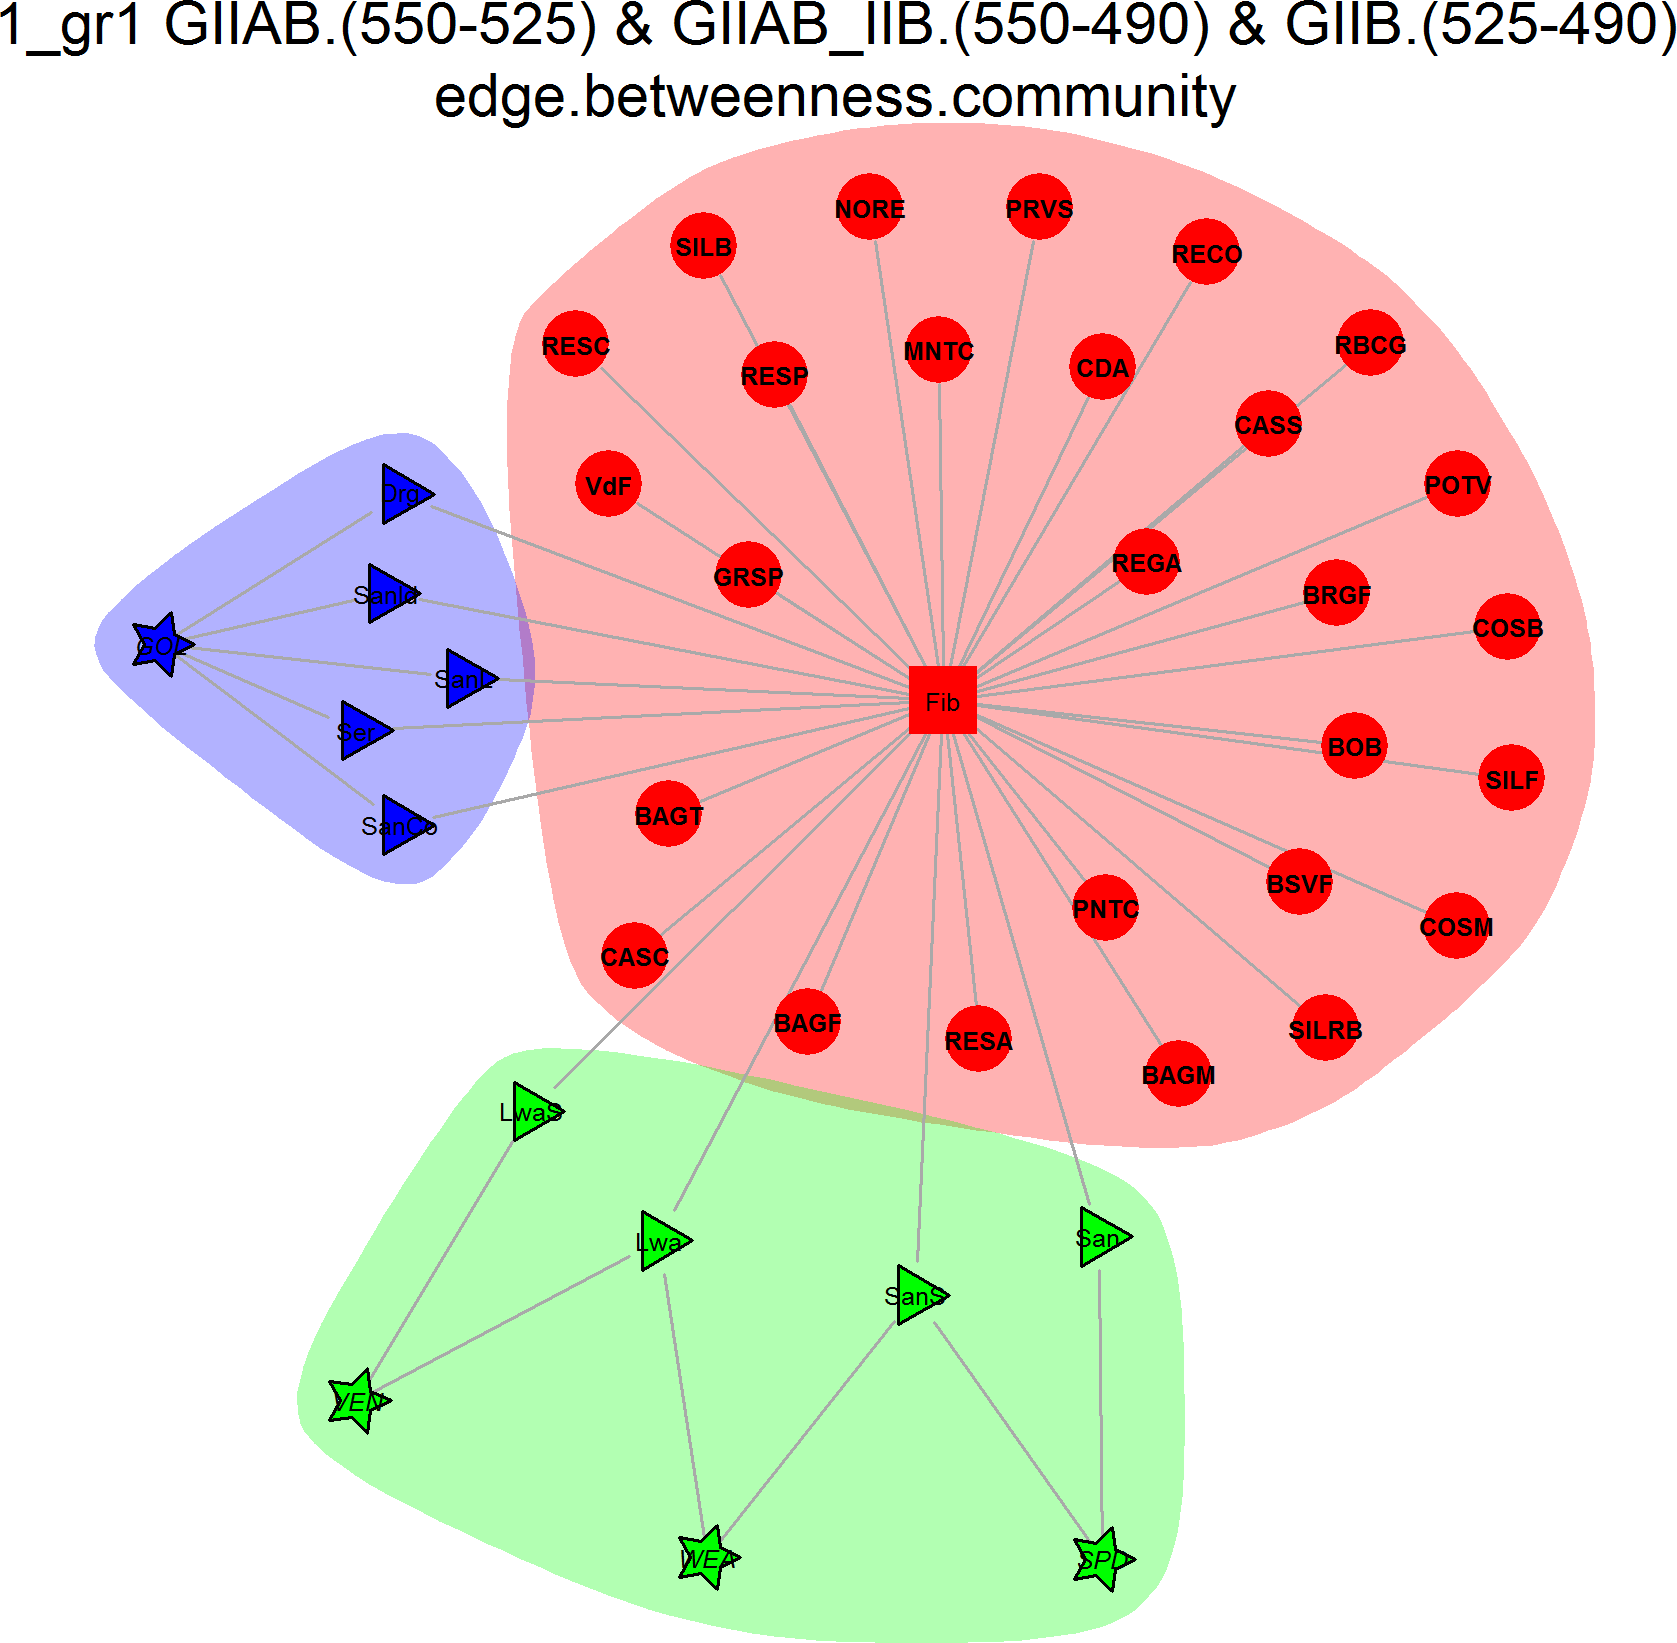 1_gr1 GIIAB.(550-525) & GIIAB_IIB.(550-490) & GIIB.(525-490)
edge.betweenness.community
NORE
PRVS
SILB
RECO
RESC
MNTC
RBCG
RESP
CDA
CASS
VdF
POTV
Org
REGA
GRSP
SanId
BRGF
COSB
GOL
SanL
Fib
Ser
BOB
SILF
BAGT
SanCo
BSVF
PNTC
COSM
CASC
BAGF
SILRB
RESA
BAGM
LwaS
San
Lwa
SanS
VEN
WEA